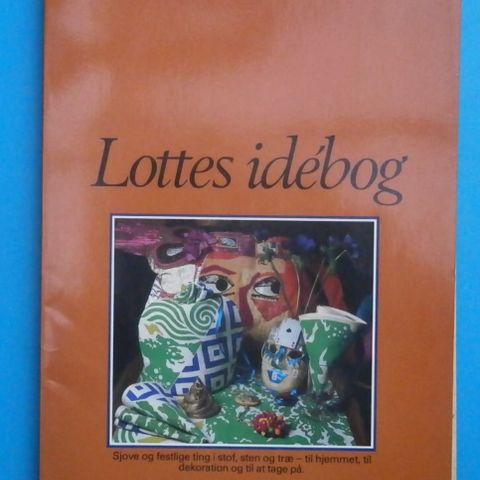 Lottes idébog
Sjove og festlige ting i stof, sten og træ – til hjemmet, til
dekoration og til at tage på.